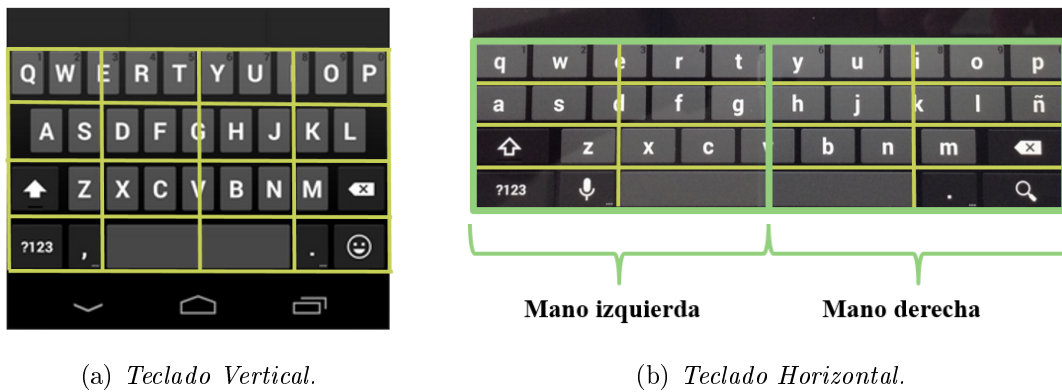 Q W E R T Y U O P
A S D F G H J K L
Z X C V B N M
?123 , .
q w e r t y u i o p
a s d f g h j k l ñ
z x c v b n m
?123 .
Mano izquierda Mano derecha
(a) Teclado Vertical. (b) Teclado Horizontal.